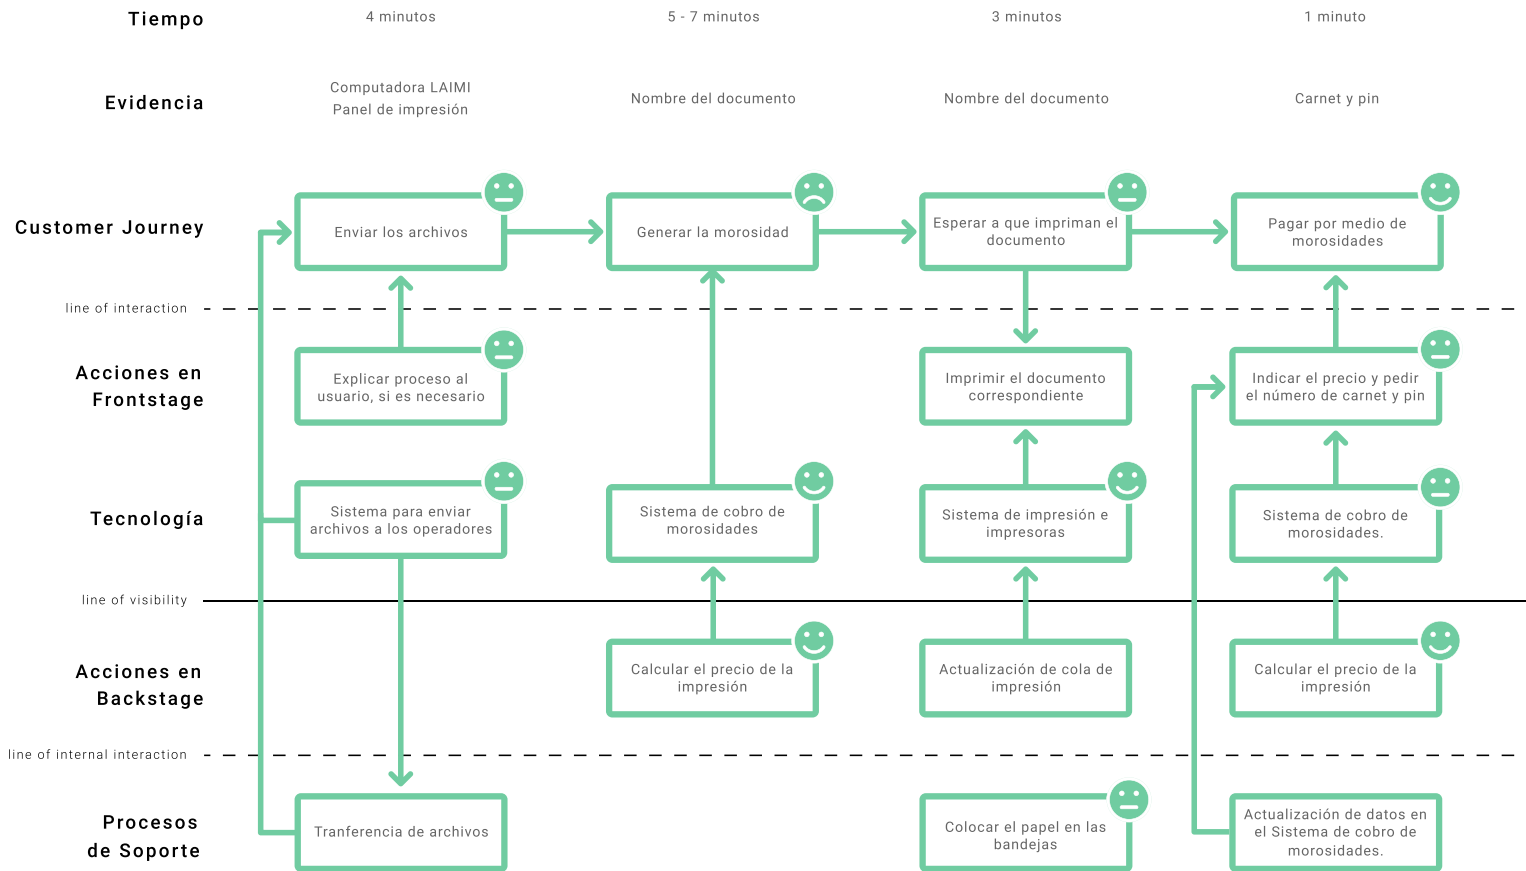 Tiempo
4 minutos
5 - 7 minutos
3 minutos
1 minuto
Evidencia
Computadora LAIMI
Panel de impresión
Nombre del documento
Nombre del documento
Carnet y pin
Customer Journey
Enviar los archivos
Generar la morosidad
Esperar a que impriman el
documento
Pagar por medio de
morosidades
line of interaction
Acciones en
Frontstage
Explicar proceso al
usuario, si es necesario
Imprimir el documento
correspondiente
Indicar el precio y pedir
el número de carnet y pin
Tecnología
Sistema para enviar
archivos a los operadores
Sistema de cobro de
morosidades
Sistema de impresión e
impresoras
Sistema de cobro de
morosidades.
line of visibility
Acciones en
Backstage
Calcular el precio de la
impresión
Actualización de cola de
impresión
Calcular el precio de la
impresión
line of internal interaction
Procesos
de Soporte
Tranferencia de archivos
Colocar el papel en las
bandejas
Actualización de datos en
el Sistema de cobro de
morosidades.